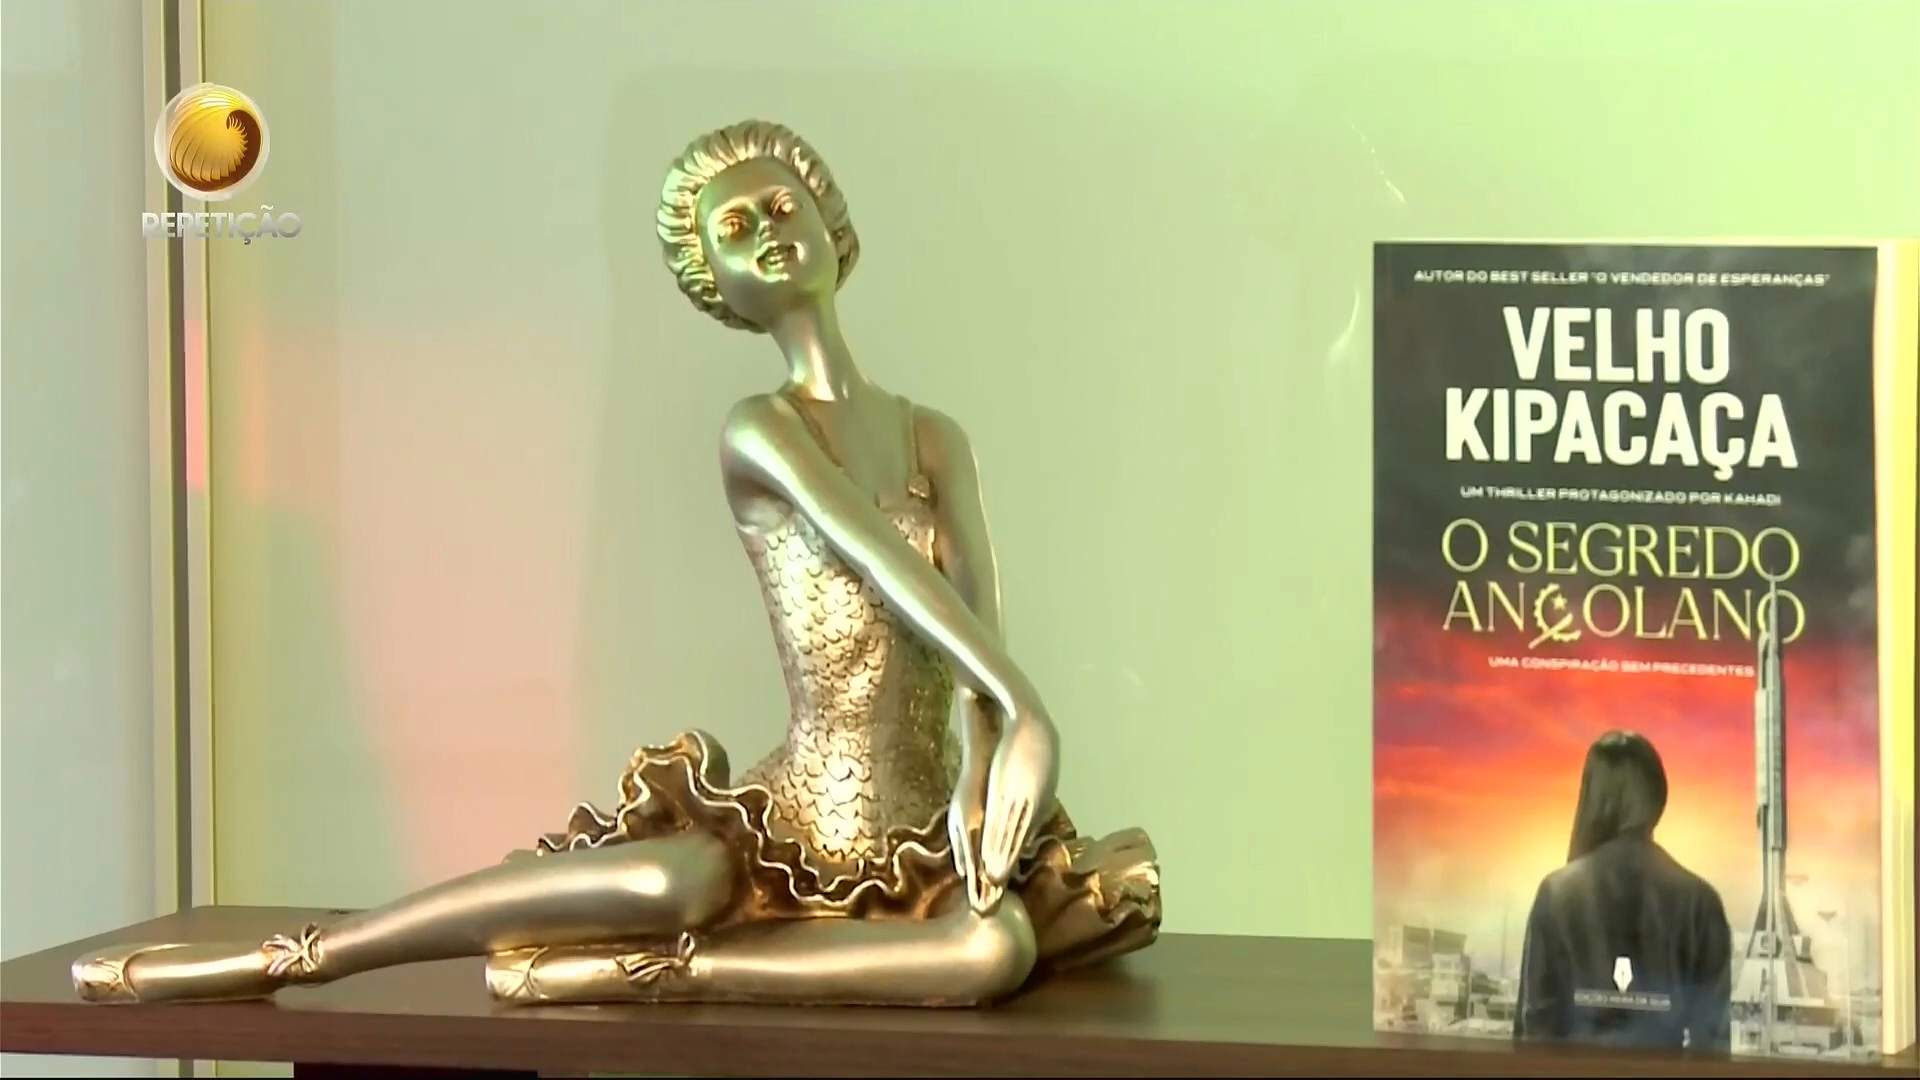 REPETIÇÃO
AUTOR DO BEST SELLER "O VENDEDOR DE ESPERANÇAS"
VELHO
KIPACAÇA
UM THRILLER PROTAGONIZADO POR KAHADI
O SEGREDO
ANGOLANO
UMA CONSPIRAÇÃO SEM PRECEDENTES